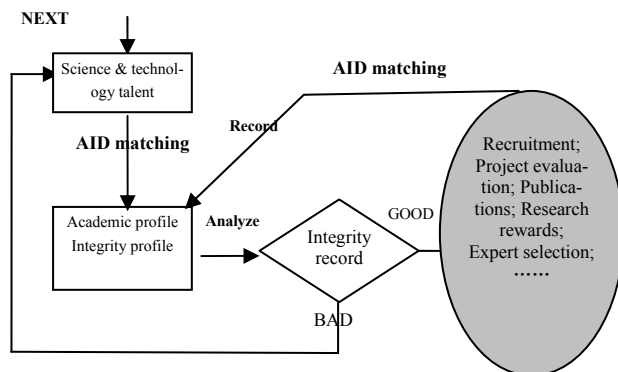 NEXT
Science & technol-
ogy talent
AID matching
AID matching
Record
Academic profile
Integrity profile
Analyze
Integrity
record
GOOD
BAD
Recruitment;
Project evalua-
tion; Publica-
tions; Research
rewards;
Expert selection;
……